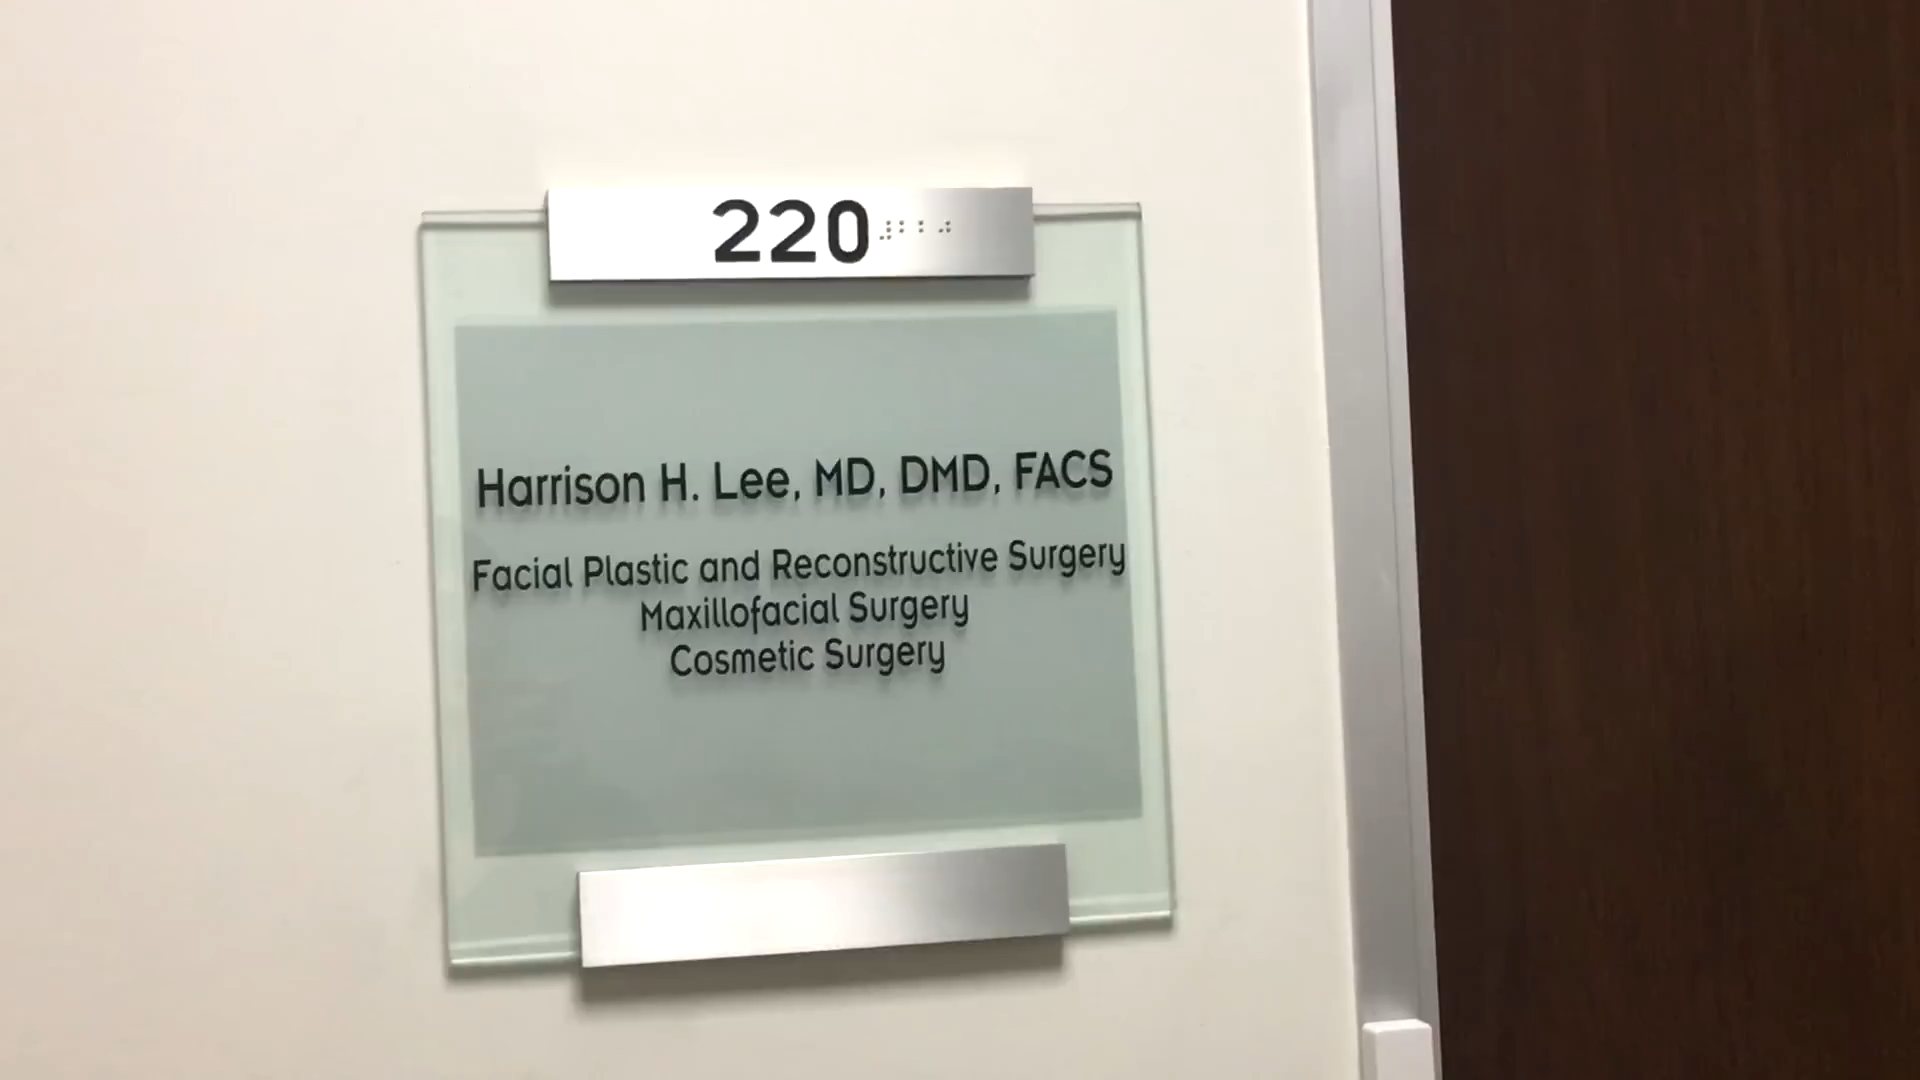 220 ⠼⠃⠃⠚
Harrison H. Lee, MD, DMD, FACS
Facial Plastic and Reconstructive Surgery
Maxillofacial Surgery
Cosmetic Surgery